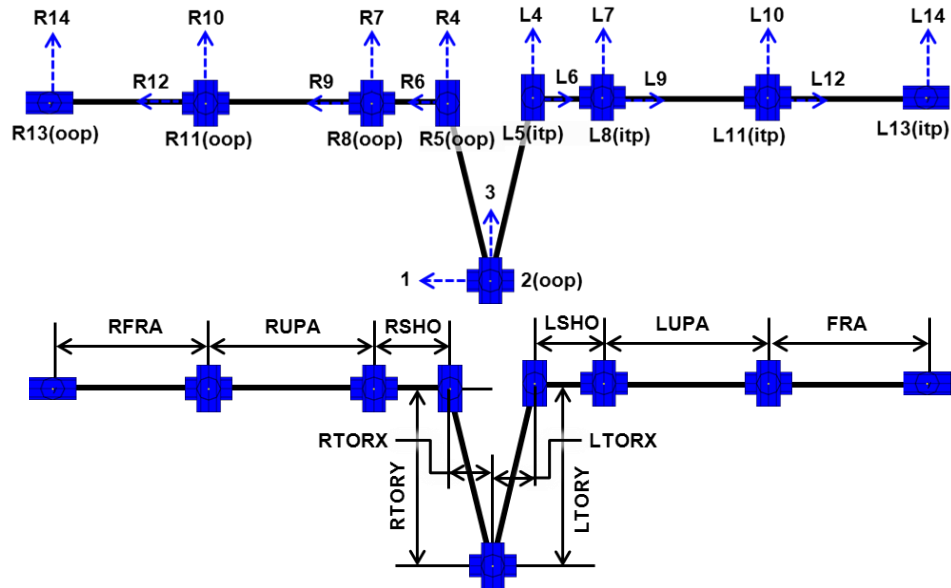 R14 R10 R7 R4 L4 L7 L10 L14
R12 R9 R6 L6 L9 L12
R13(oop) R11(oop) R8(oop) R5(oop) L5(itp) L8(itp) L11(itp) L13(itp)
3
1 2(oop)
RFRA RUPA RSHO LSHO LUPA FRA
RTORX LTORX
RTORY LTORY